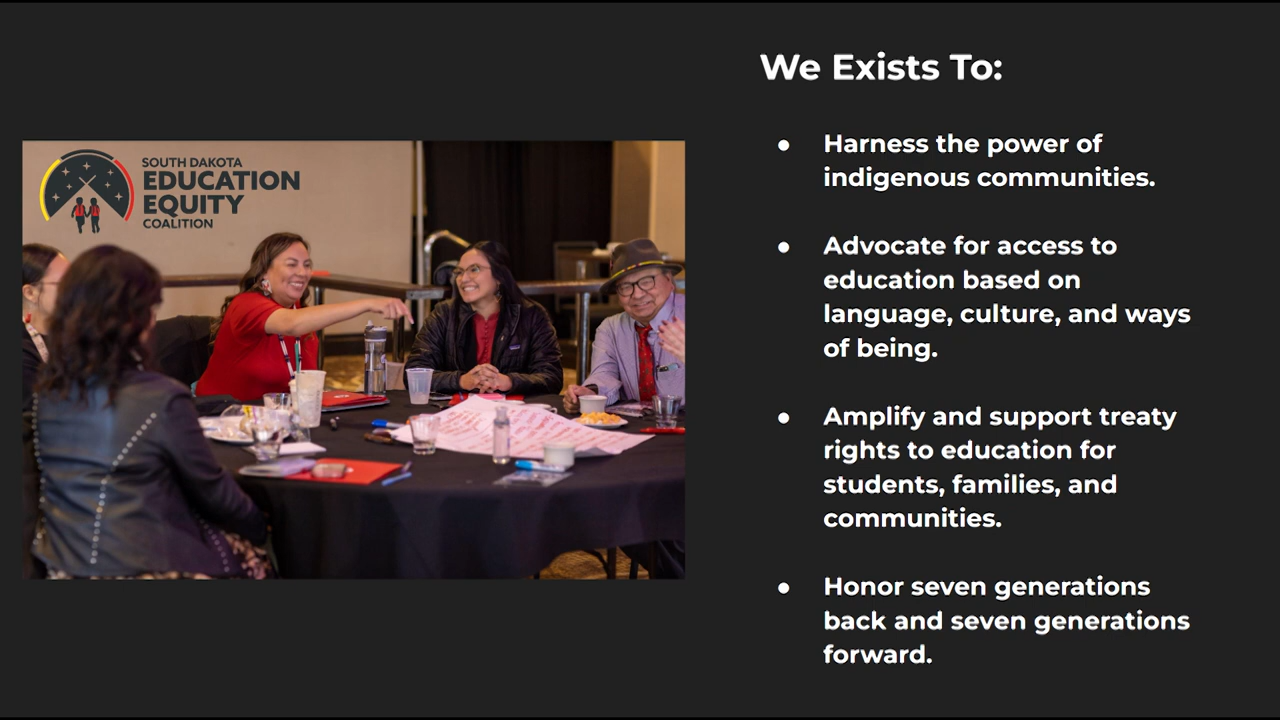 SOUTH DAKOTA
EDUCATION
EQUITY
COALITION
We Exists To:
● Harness the power of
indigenous communities.
● Advocate for access to
education based on
language, culture, and ways
of being.
● Amplify and support treaty
rights to education for
students, families, and
communities.
● Honor seven generations
back and seven generations
forward.